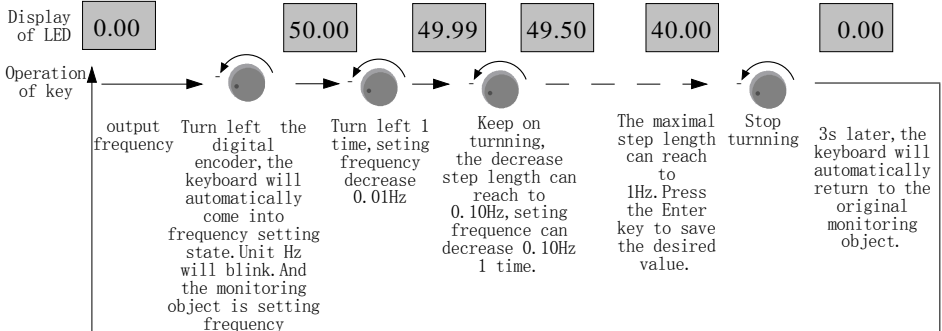 Display
of LED
0.00
50.00
49.99
49.50
40.00
0.00
Operation
of key
output
frequency
Turn left the
digital
encoder,the
keyboard will
automatically
come into
frequency setting
state.Unit Hz
will blink.And
the monitoring
object is setting
frequency
Turn left 1
time,seting
frequency
decrease
0.01Hz
Keep on
turnning,
the decrease
step length can
reach to
0.10Hz,seting
frequence can
decrease 0.10Hz
1 time.
The maximal
step length
can reach
to
1Hz.Press
the Enter
key to save
the desired
value.
Stop
turnning
3s later,the
keyboard will
automatically
return to the
original
monitoring
object.